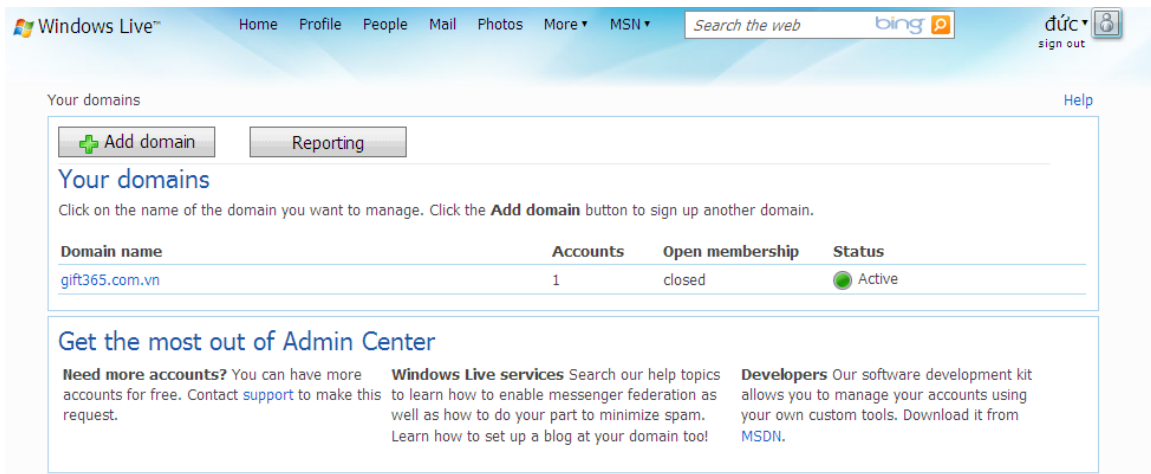 Windows Live™ Home Profile People Mail Photos More ▾ MSN ▾ Search the web bing đức ▾
sign out
Your domains Help
Add domain Reporting
Your domains
Click on the name of the domain you want to manage. Click the Add domain button to sign up another domain.
Domain name Accounts Open membership Status
gift365.com.vn 1 closed Active
Get the most out of Admin Center
Need more accounts? You can have more
accounts for free. Contact support to make this
request.
Windows Live services Search our help topics
to learn how to enable messenger federation as
well as how to do your part to minimize spam.
Learn how to set up a blog at your domain too!
Developers Our software development kit
allows you to manage your accounts using
your own custom tools. Download it from
MSDN.